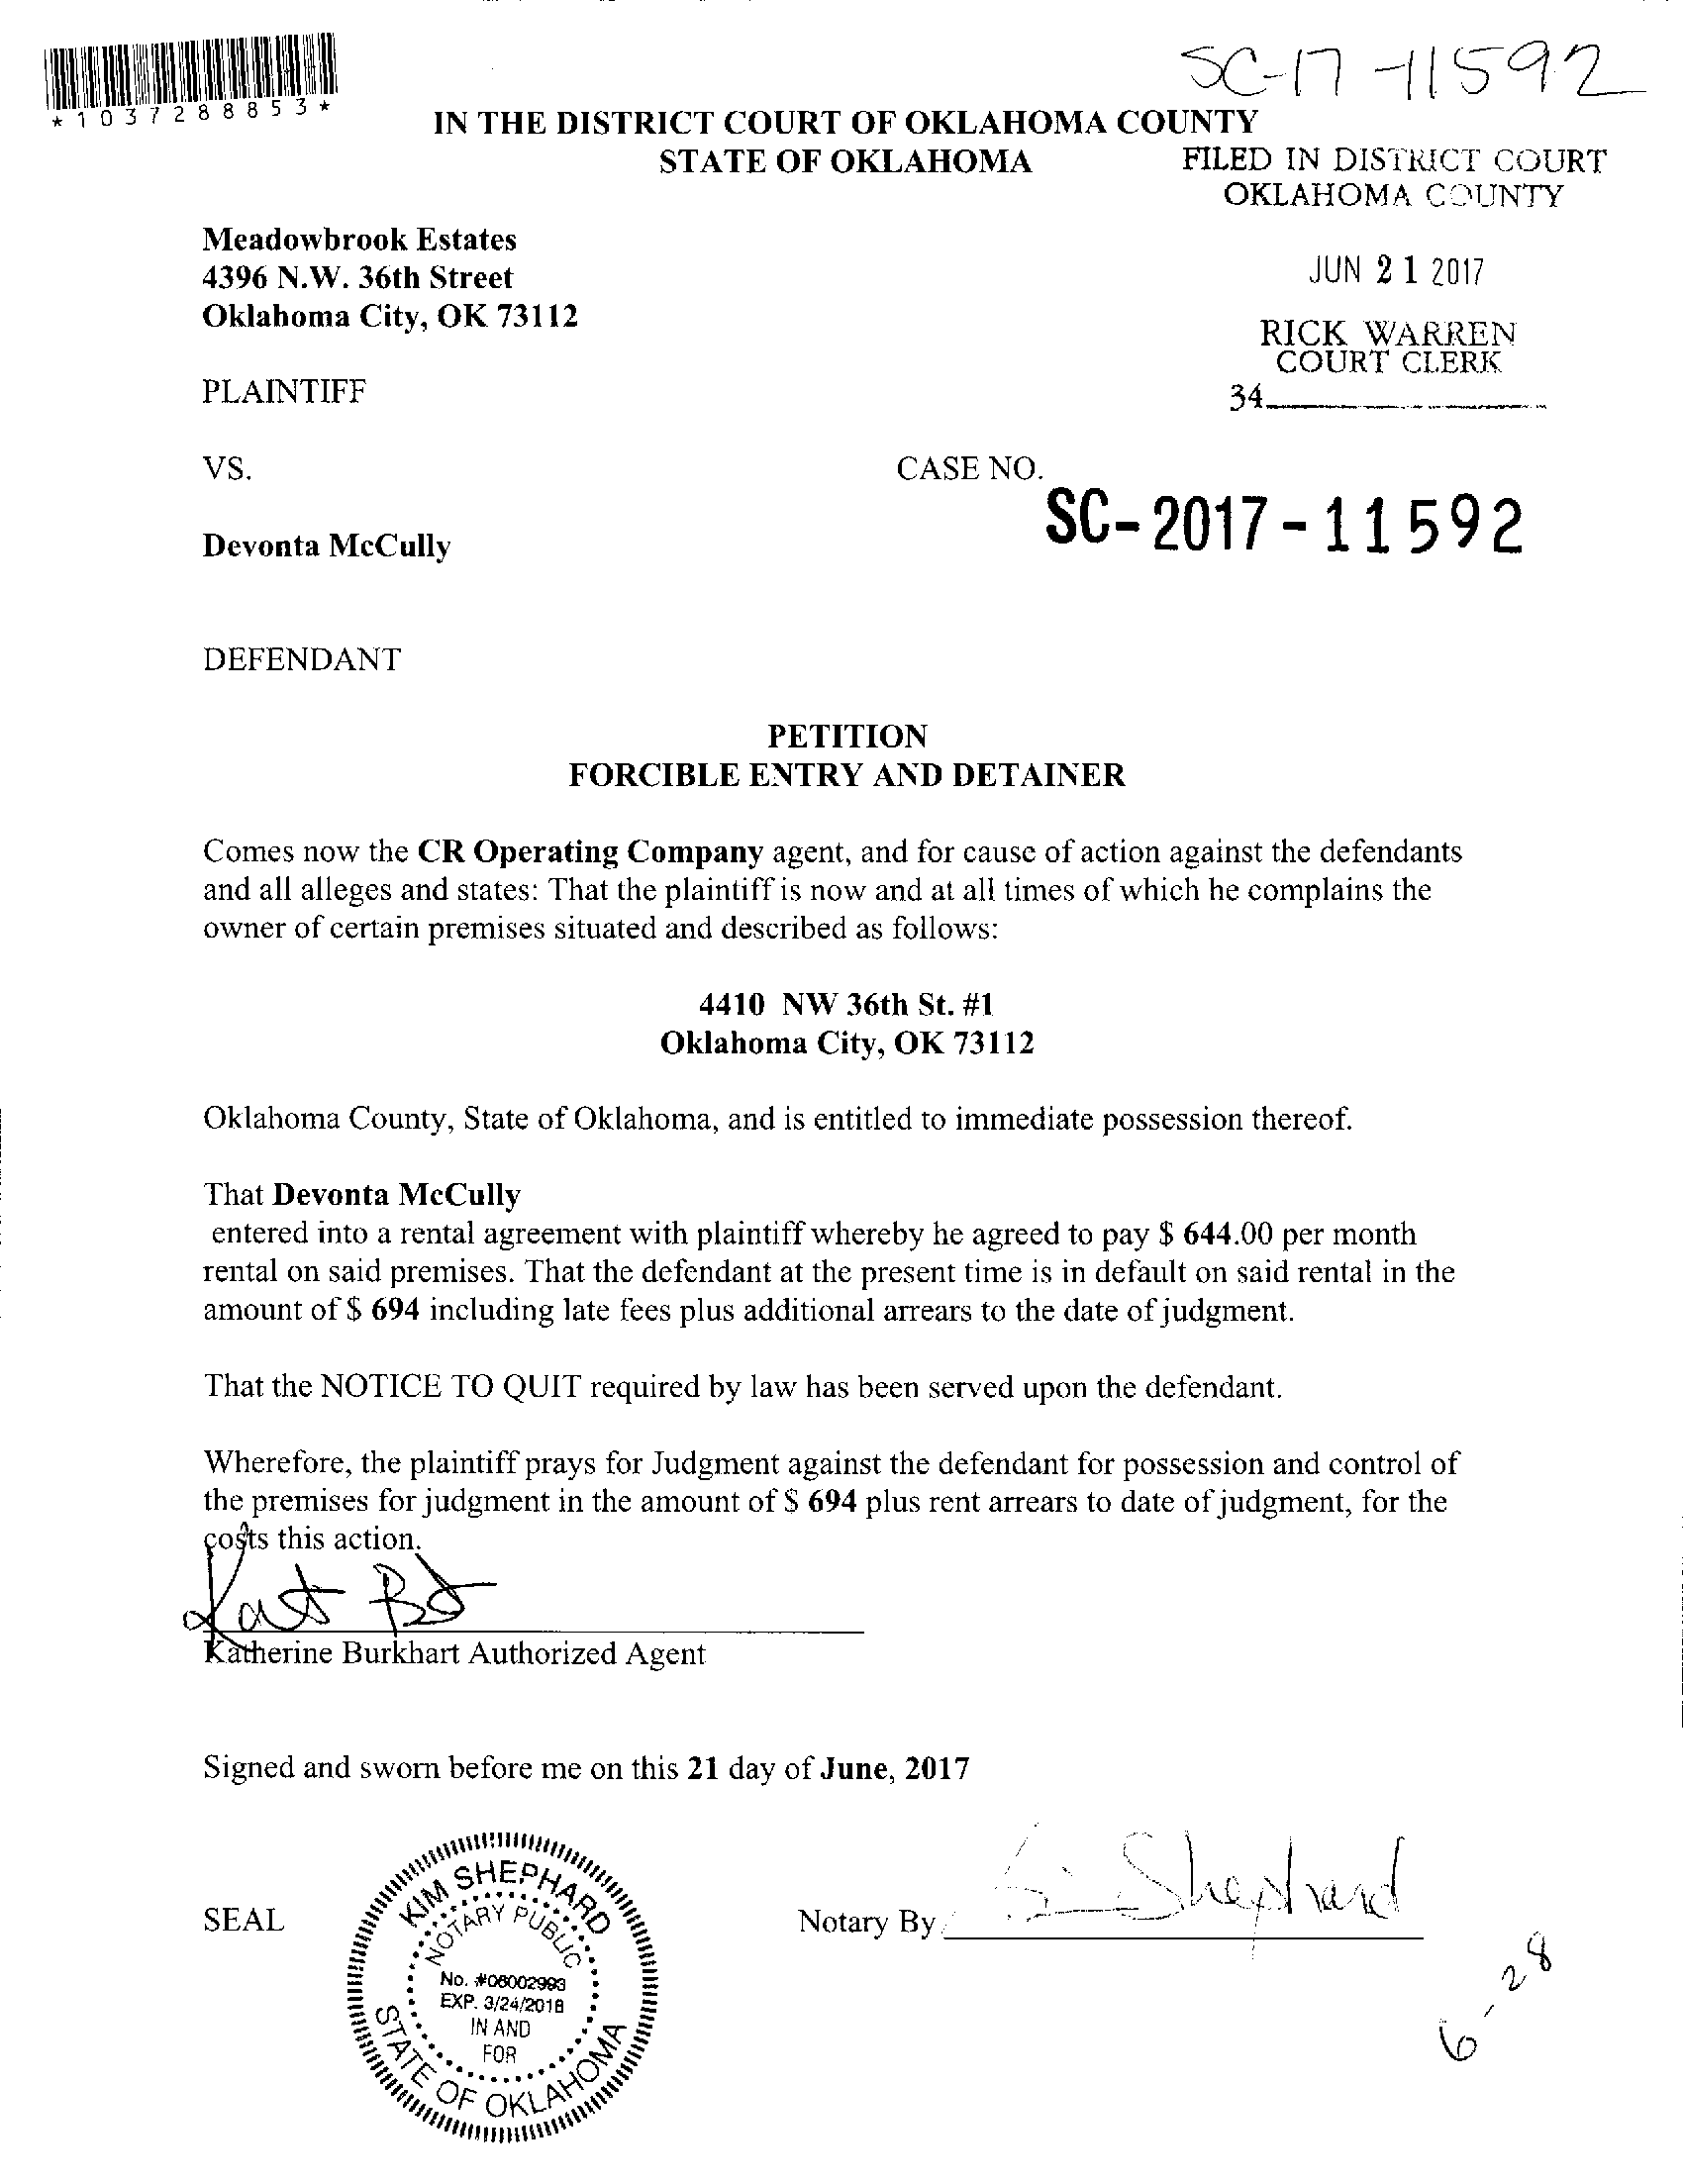 *1037288853*
SC-17-11592
IN THE DISTRICT COURT OF OKLAHOMA COUNTY
STATE OF OKLAHOMA
FILED IN DISTRICT COURT
OKLAHOMA COUNTY
Meadowbrook Estates
4396 N.W. 36th Street
Oklahoma City, OK 73112
JUN 21 2017
RICK WARREN
COURT CLERK
34
PLAINTIFF
VS.
CASE NO.
SC-2017-11592
Devonta McCully
DEFENDANT
PETITION
FORCIBLE ENTRY AND DETAINER
Comes now the CR Operating Company agent, and for cause of action against the defendants
and all alleges and states: That the plaintiff is now and at all times of which he complains the
owner of certain premises situated and described as follows:
4410 NW 36th St. #1
Oklahoma City, OK 73112
Oklahoma County, State of Oklahoma, and is entitled to immediate possession thereof.
That Devonta McCully
entered into a rental agreement with plaintiff whereby he agreed to pay $ 644.00 per month
rental on said premises. That the defendant at the present time is in default on said rental in the
amount of $ 694 including late fees plus additional arrears to the date of judgment.
That the NOTICE TO QUIT required by law has been served upon the defendant.
Wherefore, the plaintiff prays for Judgment against the defendant for possession and control of
the premises for judgment in the amount of $ 694 plus rent arrears to date of judgment, for the
costs this action.
Katherine Burkhart Authorized Agent
Signed and sworn before me on this 21 day of June, 2017
SEAL
KIM SHEPHARD
NOTARY PUBLIC
No. #06002993
EXP. 3/24/2018
IN AND
FOR
STATE OF OKLAHOMA
Notary By
Shephard
6-28